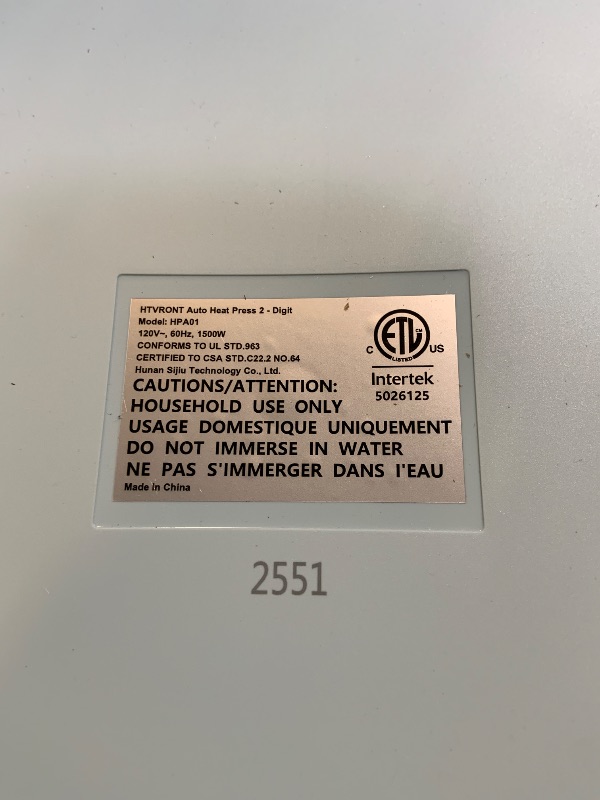 HTVRONT Auto Heat Press 2 - Digit
Model: HPA01
120V~, 60Hz, 1500W
CONFORMS TO UL STD.963
CERTIFIED TO CSA STD.C22.2 NO.64
Hunan Sijiu Technology Co., Ltd.
ETL CM
LISTED
C US
Intertek
5026125
CAUTIONS/ATTENTION:
HOUSEHOLD USE ONLY
USAGE DOMESTIQUE UNIQUEMENT
DO NOT IMMERSE IN WATER
NE PAS S'IMMERGER DANS I'EAU
Made in China
2551